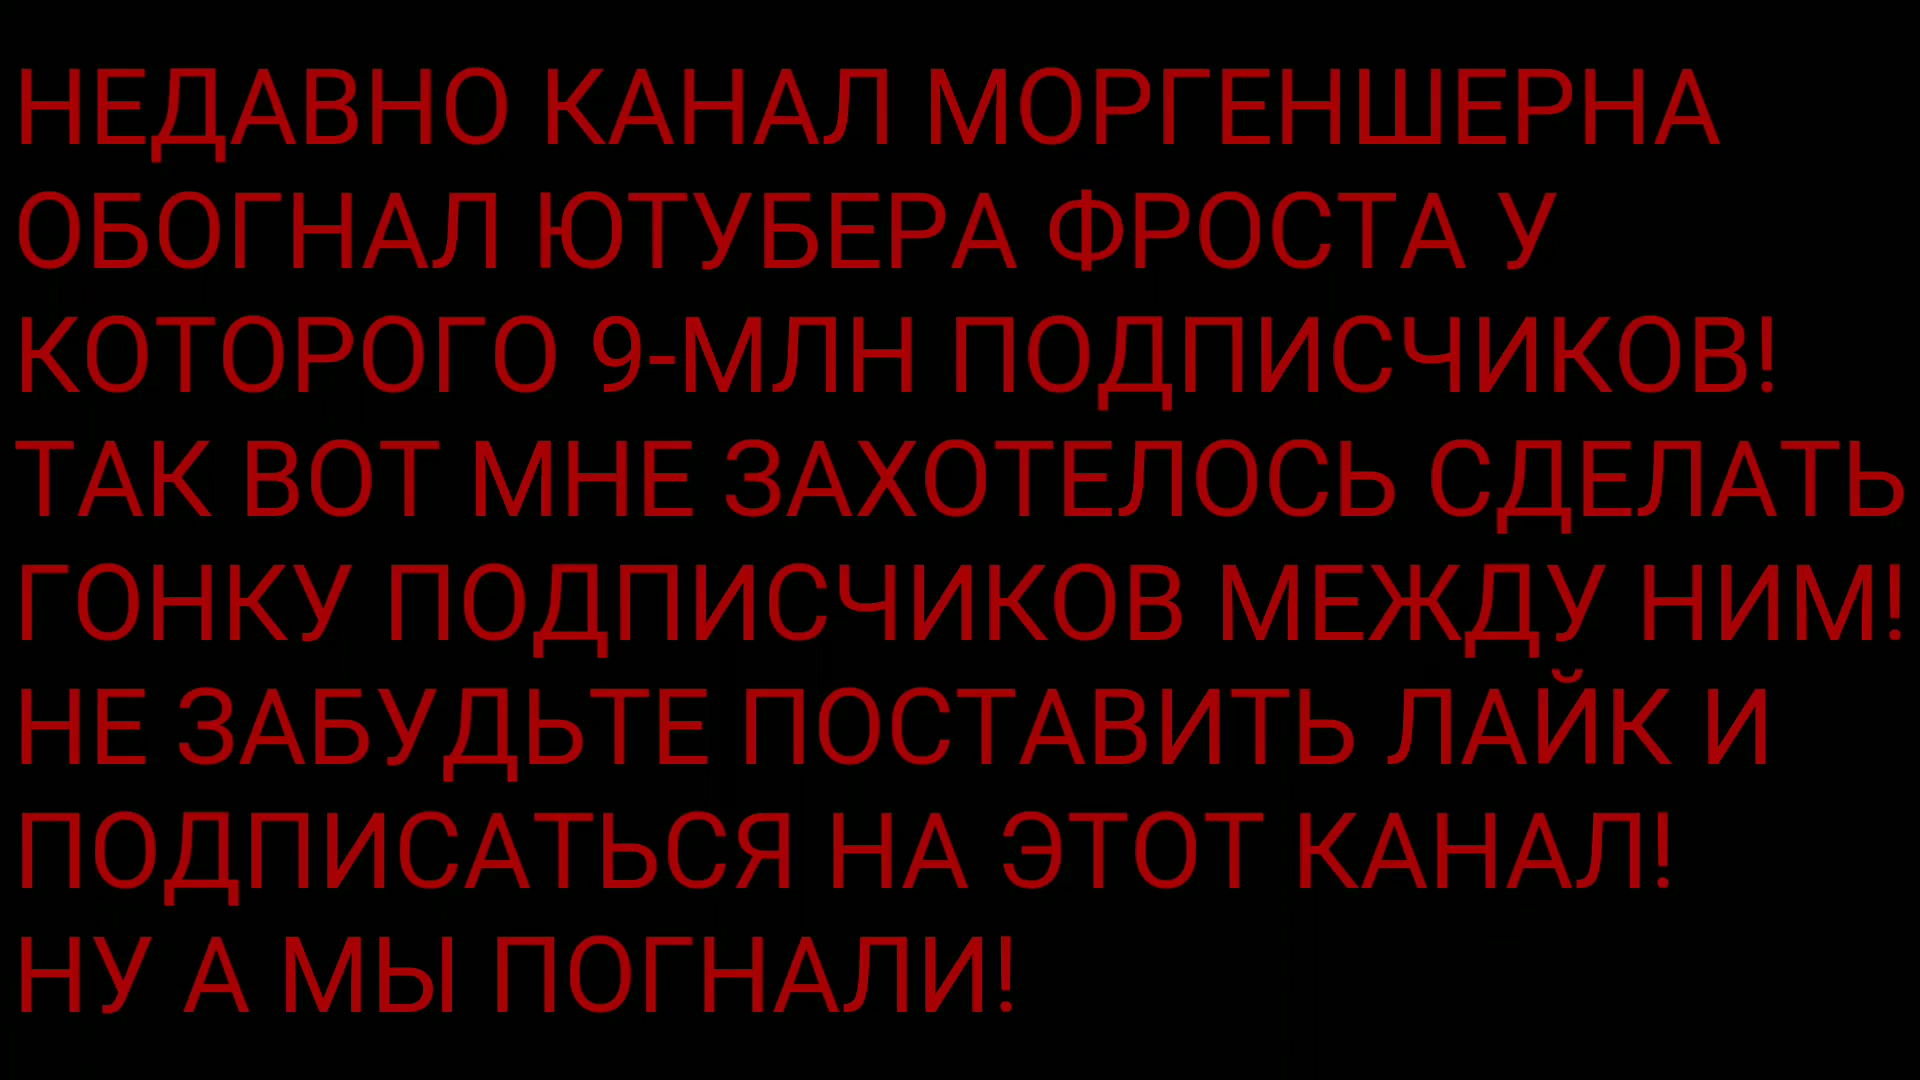 НЕДАВНО КАНАЛ МОРГЕНШЕРНА
ОБОГНАЛ ЮТУБЕРА ФРОСТА У
КОТОРОГО 9-МЛН ПОДПИСЧИКОВ!
ТАК ВОТ МНЕ ЗАХОТЕЛОСЬ СДЕЛАТЬ
ГОНКУ ПОДПИСЧИКОВ МЕЖДУ НИМ!
НЕ ЗАБУДЬТЕ ПОСТАВИТЬ ЛАЙК И
ПОДПИСАТЬСЯ НА ЭТОТ КАНАЛ!
НУ А МЫ ПОГНАЛИ!